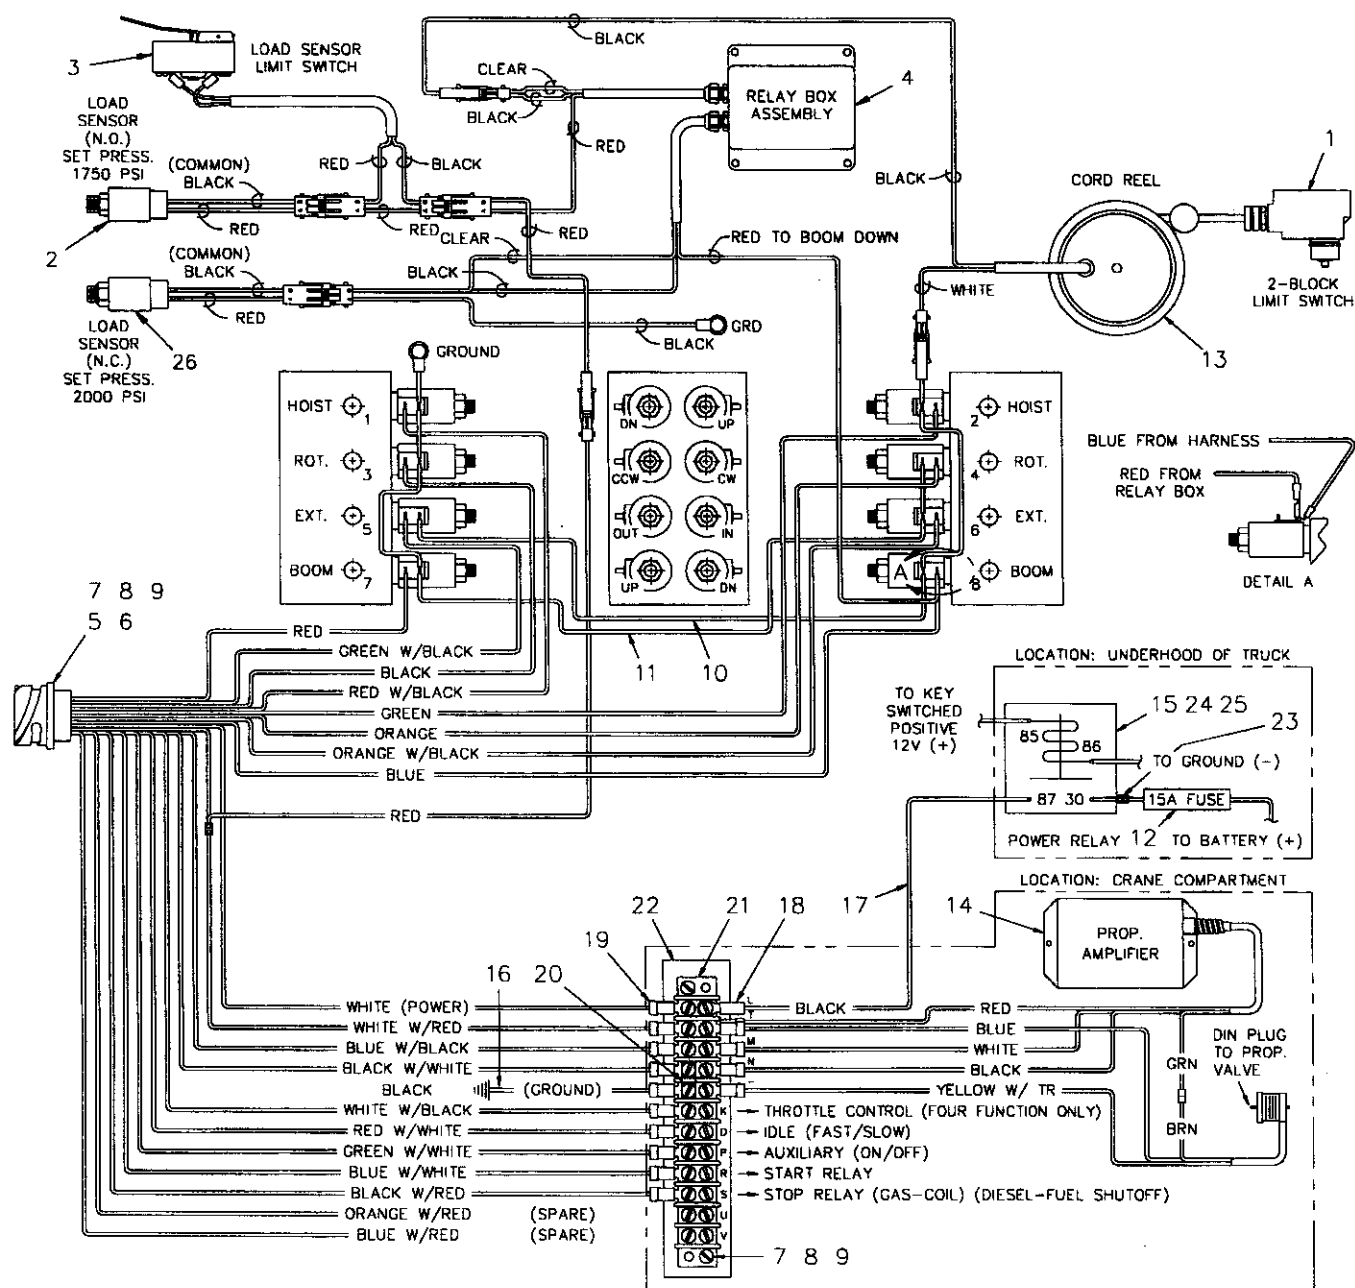 BLACK
3
LOAD SENSOR
LIMIT SWITCH
CLEAR
BLACK
RELAY BOX
ASSEMBLY
4
RED
LOAD
SENSOR
(N.O.)
SET PRESS.
1750 PSI
(COMMON)
BLACK
RED
RED
BLACK
2
RED
CLEAR
RED
RED TO BOOM DOWN
BLACK
CORD REEL
1
2-BLOCK
LIMIT SWITCH
WHITE
13
(COMMON)
BLACK
RED
BLACK
GRD
BLACK
LOAD
SENSOR
(N.C.)
SET PRESS.
2000 PSI
26
GROUND
HOIST 1
ROT. 3
EXT. 5
BOOM 7
DN UP
CCW CW
OUT IN
UP DN
2 HOIST
4 ROT.
6 EXT.
A 8 BOOM
BLUE FROM HARNESS
RED FROM
RELAY BOX
DETAIL A
7 8 9
5 6
RED
GREEN W/BLACK
BLACK
RED W/BLACK
GREEN
ORANGE
ORANGE W/BLACK
BLUE
RED
11
10
LOCATION: UNDERHOOD OF TRUCK
TO KEY
SWITCHED
POSITIVE
12V (+)
85
86
15 24 25
23
TO GROUND (-)
87 30
15A FUSE
POWER RELAY
12
TO BATTERY (+)
LOCATION: CRANE COMPARTMENT
17
14
PROP.
AMPLIFIER
22
21
18
19
16
20
WHITE (POWER)
WHITE W/RED
BLUE W/BLACK
BLACK W/WHITE
BLACK
(GROUND)
WHITE W/BLACK
RED W/WHITE
GREEN W/WHITE
BLUE W/WHITE
BLACK W/RED
ORANGE W/RED (SPARE)
BLUE W/RED (SPARE)
L
BLACK
RED
BLUE
M
WHITE
N
BLACK
YELLOW W/ TR
GRN
BRN
DIN PLUG
TO PROP.
VALVE
K THROTTLE CONTROL (FOUR FUNCTION ONLY)
D IDLE (FAST/SLOW)
P AUXILIARY (ON/OFF)
R START RELAY
S STOP RELAY (GAS-COIL) (DIESEL-FUEL SHUTOFF)
U
V
7 8 9